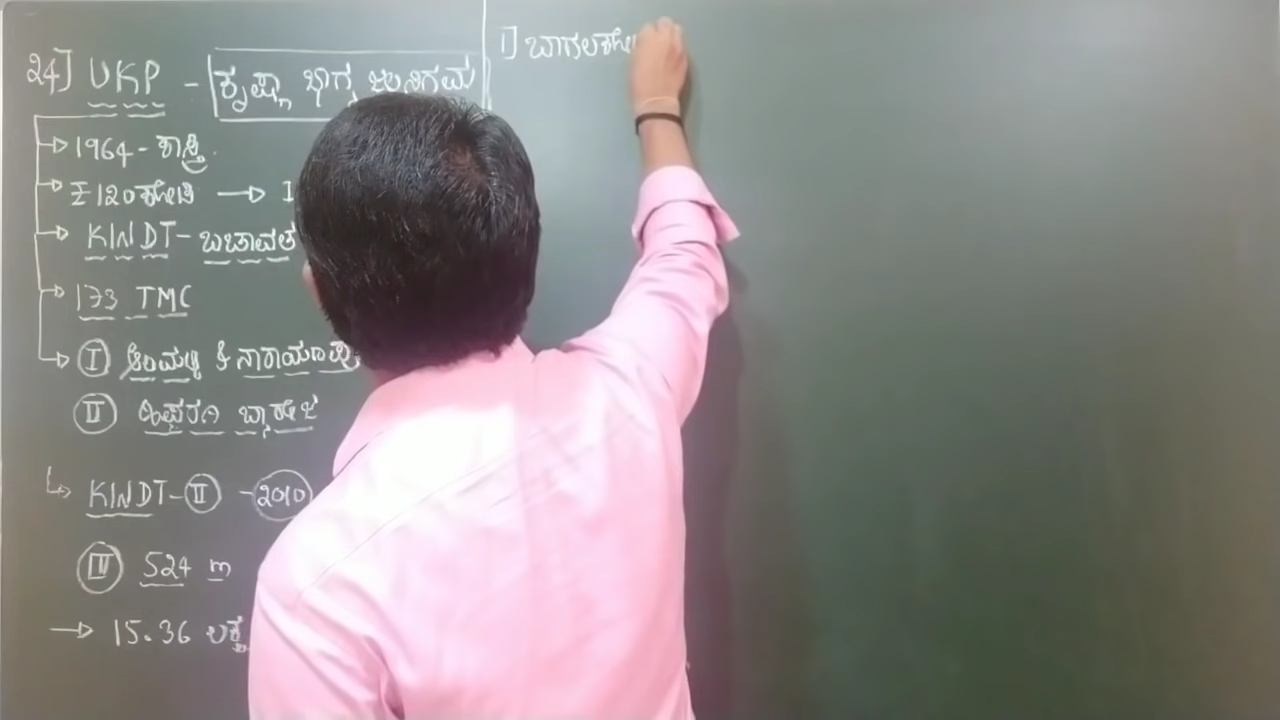 24] UKP - ಕೃಷ್ಣಾ ಭಾಗ್ಯ ಜಲನಿಗಮ
→ 1964 - ಶಾಸ್ತ್ರಿ.
→ ₹120 ಕೋಟಿ → I
→ KWDT - ಬಚಾವತ
→ 173 TMC
→ Ⅰ ಆಲಮಟ್ಟಿ & ನಾರಾಯಣಪು
Ⅱ ಹಿಪ್ಪರಗಿ ಬ್ಯಾರೇಜ
↳ KWDT-Ⅱ - 2010
Ⅳ 524 m
→ 15.36 ಲಕ್ಷ
1] ಬಾಗಲಕೋ